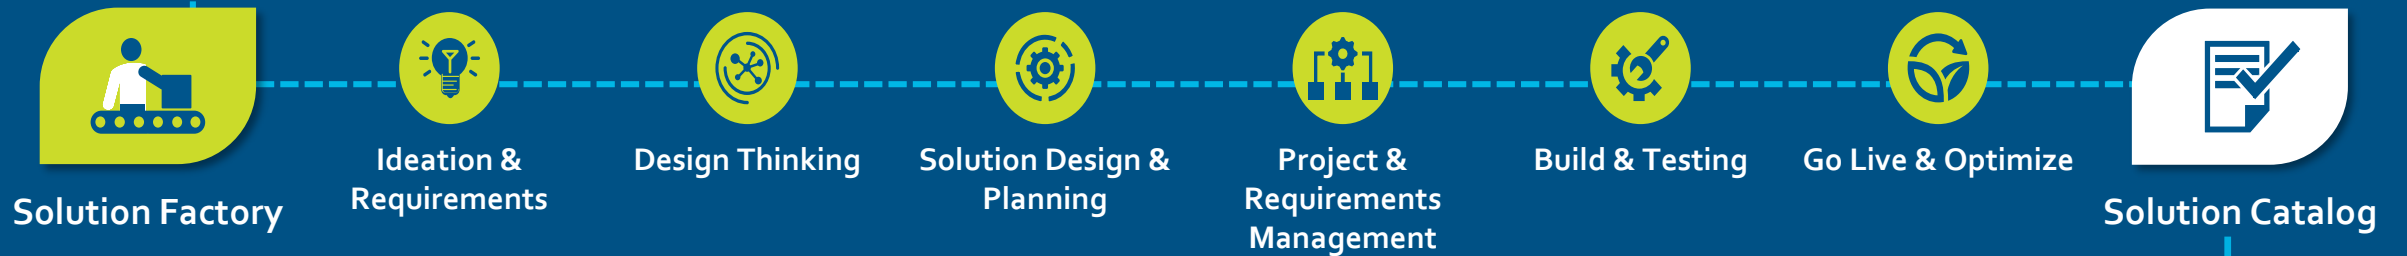 Solution Factory
Ideation &
Requirements
Design Thinking
Solution Design &
Planning
Project &
Requirements
Management
Build & Testing
Go Live & Optimize
Solution Catalog